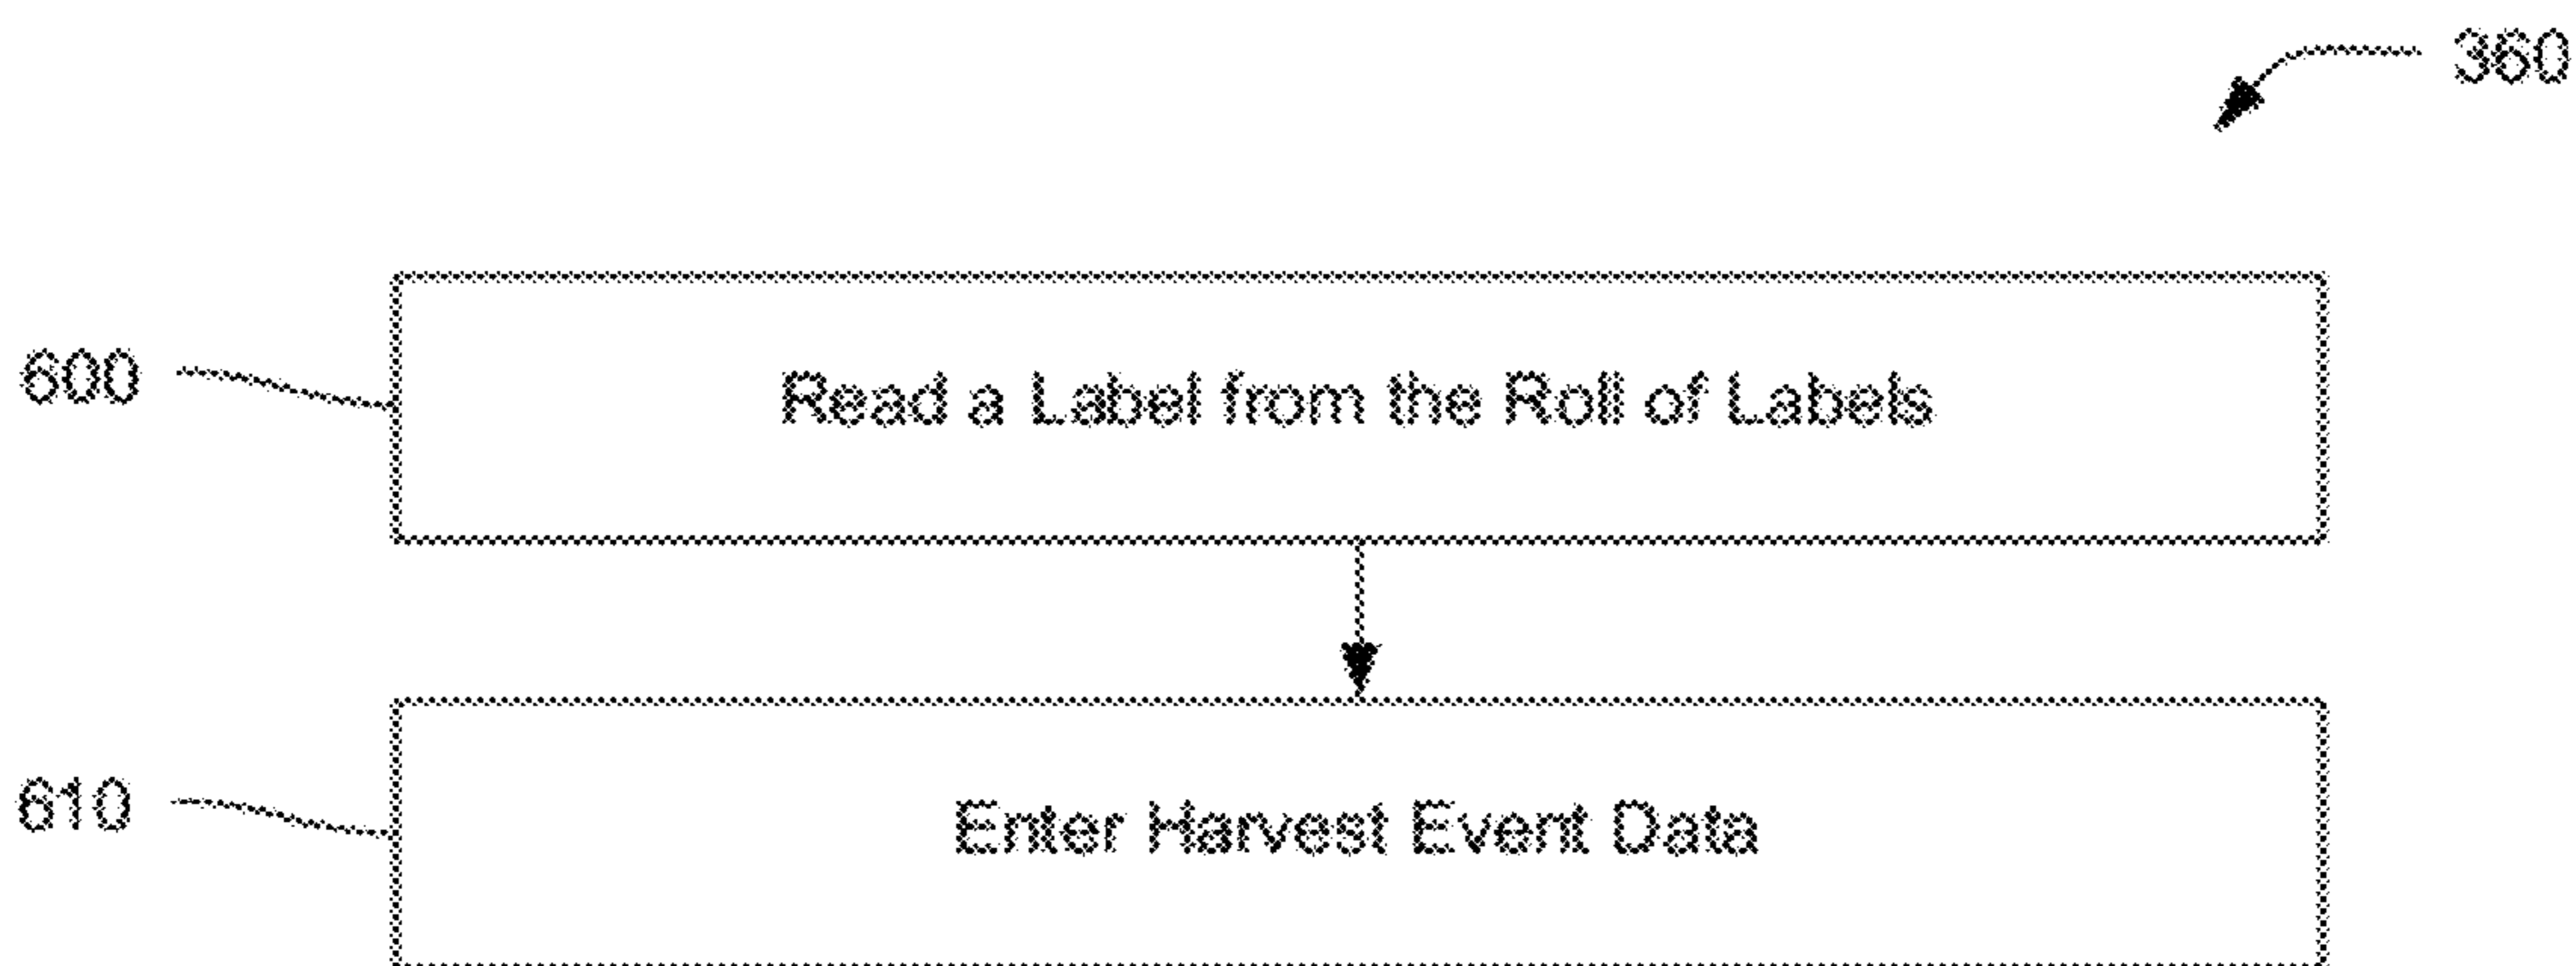 360
600
Read a Label from the Roll of Labels
610
Enter Harvest Event Data